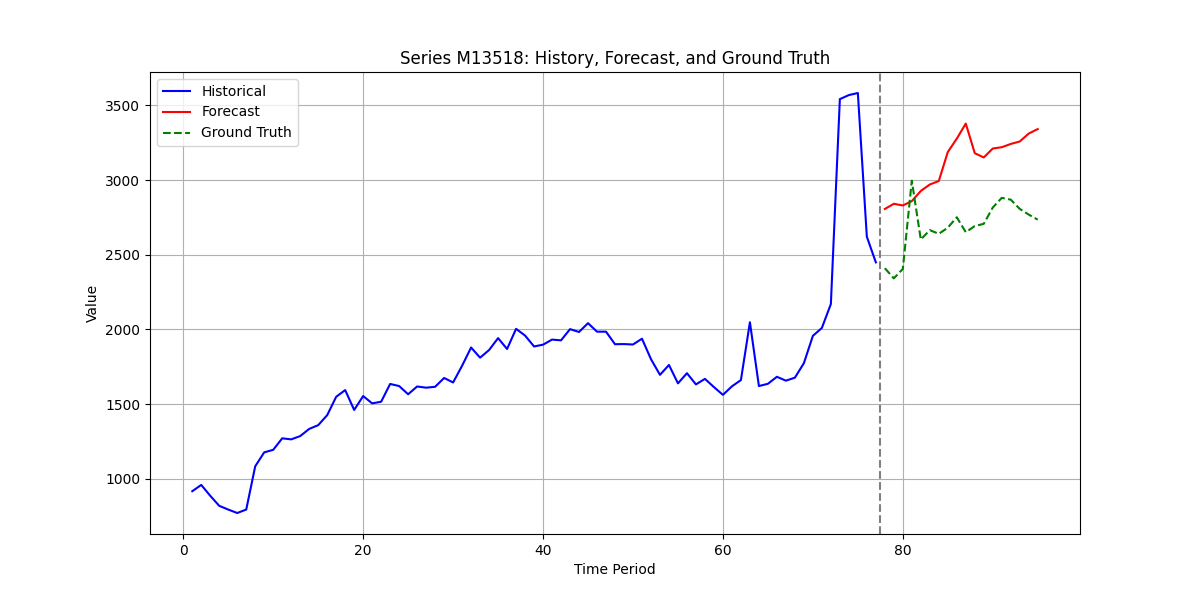 Series M13518: History, Forecast, and Ground Truth
Historical
Forecast
Ground Truth
3500
3000
2500
2000
1500
1000
Value
0 20 40 60 80
Time Period